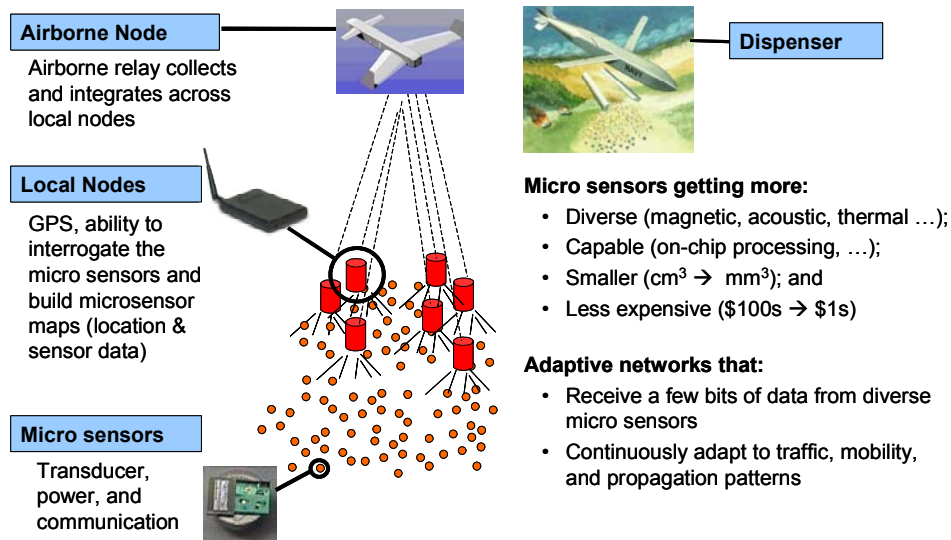 Airborne Node
Airborne relay collects
and integrates across
local nodes
Local Nodes
GPS, ability to
interrogate the
micro sensors and
build microsensor
maps (location &
sensor data)
Micro sensors
Transducer,
power, and
communication
Dispenser
NAVY
Micro sensors getting more:
• Diverse (magnetic, acoustic, thermal …);
• Capable (on-chip processing, …);
• Smaller (cm³ → mm³); and
• Less expensive ($100s → $1s)
Adaptive networks that:
• Receive a few bits of data from diverse
micro sensors
• Continuously adapt to traffic, mobility,
and propagation patterns